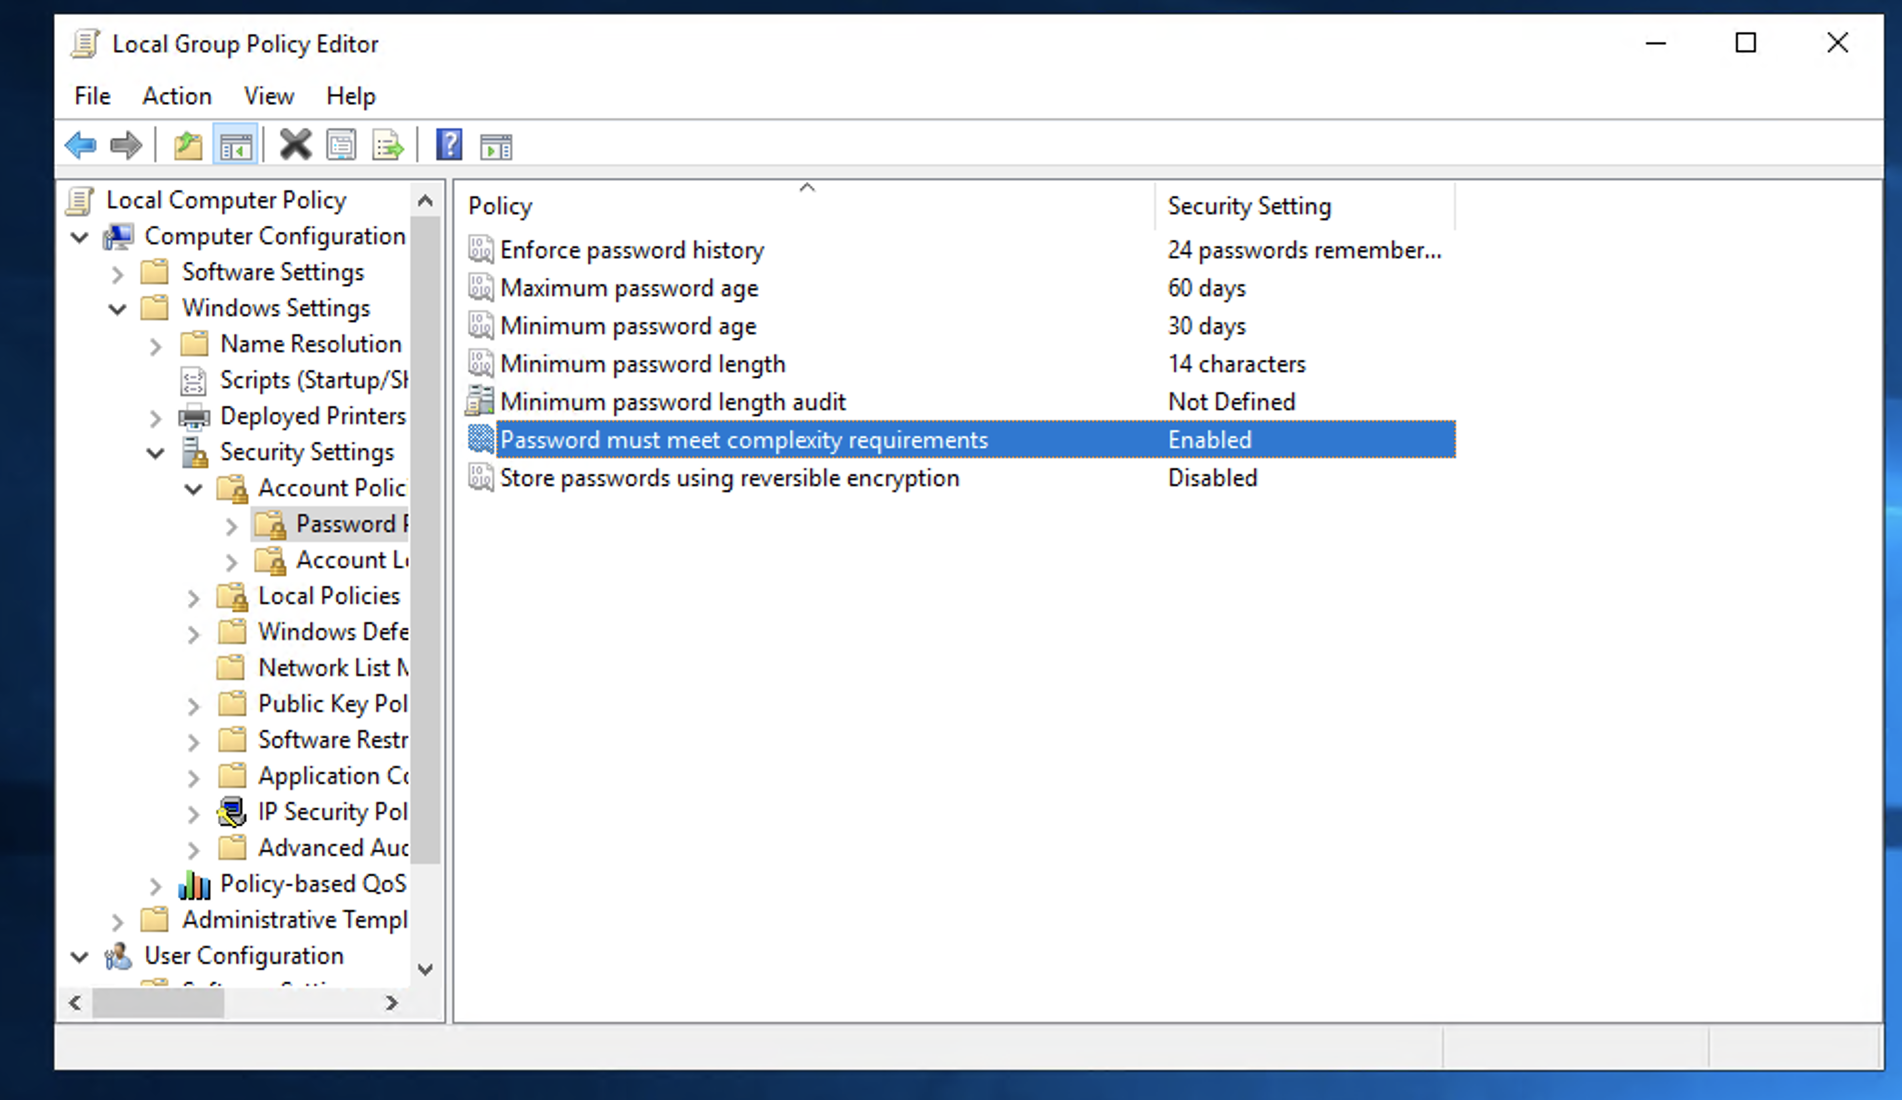 Local Group Policy Editor
File Action View Help
Local Computer Policy
Computer Configuration
Software Settings
Windows Settings
Name Resolution
Scripts (Startup/Sh
Deployed Printers
Security Settings
Account Polic
Password P
Account Lo
Local Policies
Windows Defe
Network List M
Public Key Pol
Software Restr
Application Co
IP Security Pol
Advanced Aud
Policy-based QoS
Administrative Templ
User Configuration
Policy Security Setting
Enforce password history 24 passwords remember...
Maximum password age 60 days
Minimum password age 30 days
Minimum password length 14 characters
Minimum password length audit Not Defined
Password must meet complexity requirements Enabled
Store passwords using reversible encryption Disabled